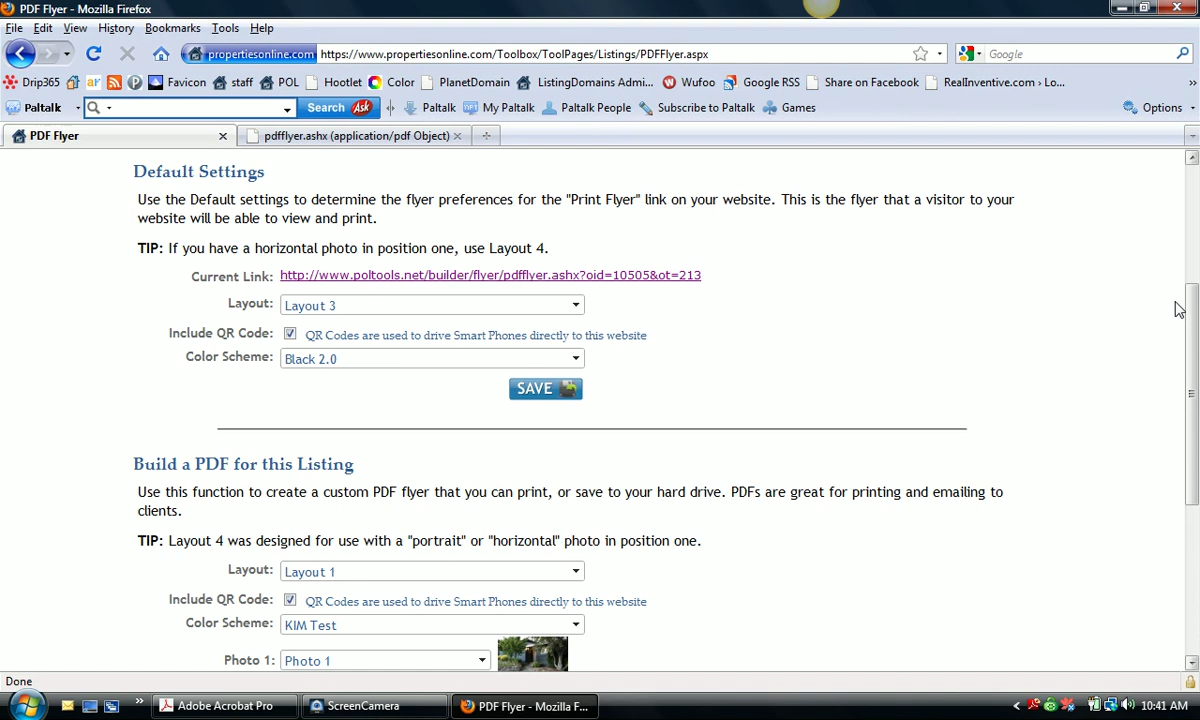 PDF Flyer - Mozilla Firefox
File Edit View History Bookmarks Tools Help
propertiesonline.com https://www.propertiesonline.com/Toolbox/ToolPages/Listings/PDFFlyer.aspx Google
Drip365 ar Favicon staff POL Hootlet Color PlanetDomain ListingDomains Admi... Wufoo Google RSS Share on Facebook RealInventive.com › Lo... »
Paltalk Search Ask Paltalk My Paltalk Paltalk People Subscribe to Paltalk Games Options
PDF Flyer pdfflyer.ashx (application/pdf Object)
Default Settings
Use the Default settings to determine the flyer preferences for the "Print Flyer" link on your website. This is the flyer that a visitor to your
website will be able to view and print.
TIP: If you have a horizontal photo in position one, use Layout 4.
Current Link: http://www.poltools.net/builder/flyer/pdfflyer.ashx?oid=10505&ot=213
Layout: Layout 3
Include QR Code: QR Codes are used to drive Smart Phones directly to this website
Color Scheme: Black 2.0
SAVE
Build a PDF for this Listing
Use this function to create a custom PDF flyer that you can print, or save to your hard drive. PDFs are great for printing and emailing to
clients.
TIP: Layout 4 was designed for use with a "portrait" or "horizontal" photo in position one.
Layout: Layout 1
Include QR Code: QR Codes are used to drive Smart Phones directly to this website
Color Scheme: KIM Test
Photo 1: Photo 1
Done
» Adobe Acrobat Pro ScreenCamera PDF Flyer - Mozilla F... 10:41 AM